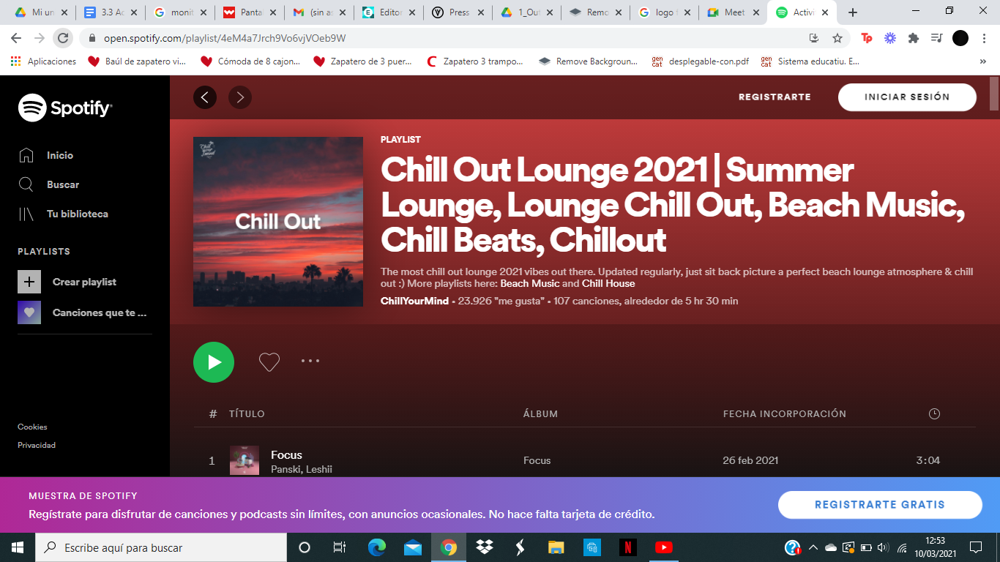 Mi un
3.3 Ac
monit
Panta
(sin as
Editor
Press
1_Out
Remo
logo f
Meet
Activi
open.spotify.com/playlist/4eM4a7Jrch9Vo6vjVOeb9W
Aplicaciones
Baúl de zapatero vi...
Cómoda de 8 cajon...
Zapatero de 3 puer...
Zapatero 3 trampo...
Remove Backgroun...
gen cat
desplegable-con.pdf
gen cat
Sistema educatiu. E...
Spotify
Inicio
Buscar
Tu biblioteca
PLAYLISTS
Crear playlist
Canciones que te ...
Cookies
Privacidad
REGISTRARTE
INICIAR SESIÓN
Chill Your Mind
Chill Out
PLAYLIST
Chill Out Lounge 2021 | Summer
Lounge, Lounge Chill Out, Beach Music,
Chill Beats, Chillout
The most chill out lounge 2021 vibes out there. Updated regularly, just sit back picture a perfect beach lounge atmosphere & chill
out :) More playlists here: Beach Music and Chill House
ChillYourMind • 23.926 "me gusta" • 107 canciones, alrededor de 5 hr 30 min
# TÍTULO ÁLBUM FECHA INCORPORACIÓN
1 Focus Focus 26 feb 2021 3:04
Panski, Leshii
MUESTRA DE SPOTIFY
Regístrate para disfrutar de canciones y podcasts sin límites, con anuncios ocasionales. No hace falta tarjeta de crédito.
REGISTRARTE GRATIS
Escribe aquí para buscar
12:53
10/03/2021